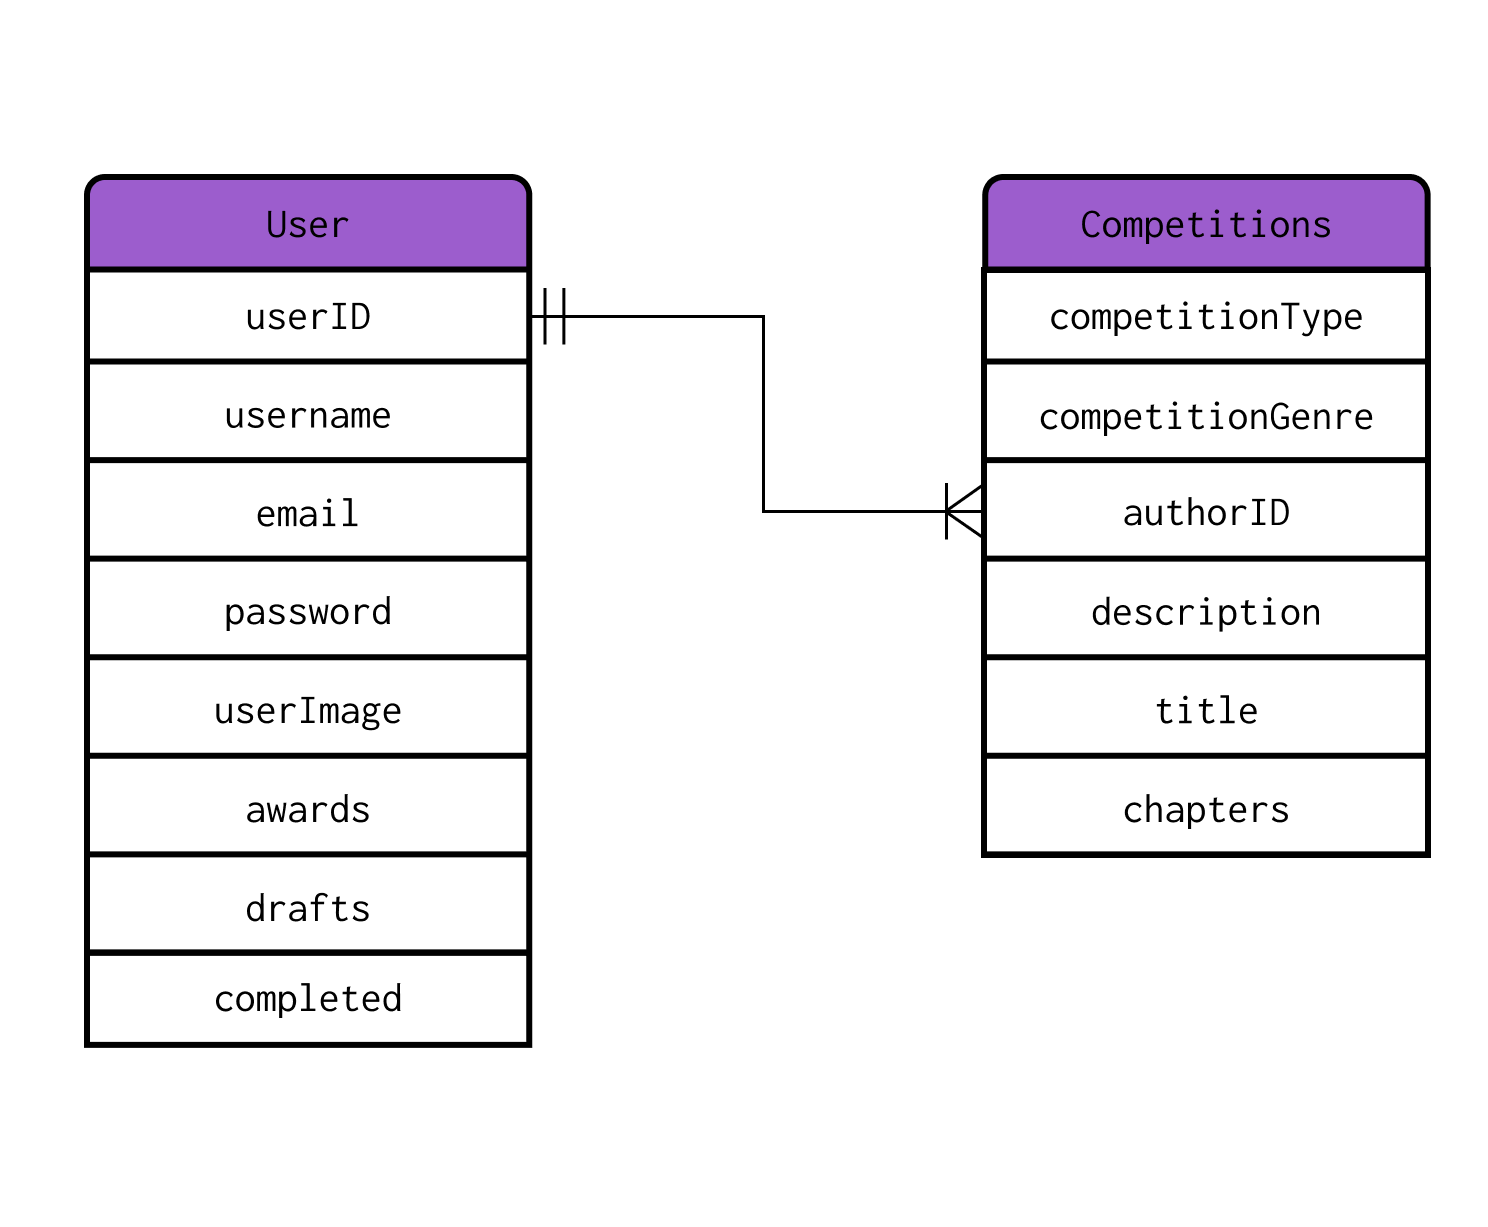 User
userID
username
email
password
userImage
awards
drafts
completed
Competitions
competitionType
competitionGenre
authorID
description
title
chapters